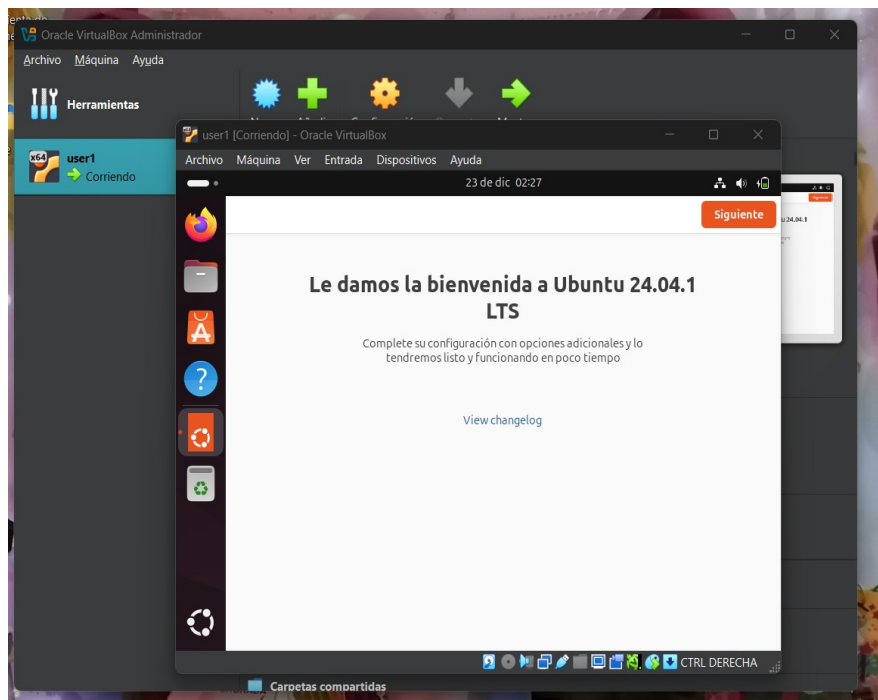 Oracle VirtualBox Administrador
Archivo Máquina Ayuda
Herramientas
user1
Corriendo
x64
user1 [Corriendo] - Oracle VirtualBox
Archivo Máquina Ver Entrada Dispositivos Ayuda
23 de dic 02:27
Siguiente
Le damos la bienvenida a Ubuntu 24.04.1
LTS
Complete su configuración con opciones adicionales y lo
tendremos listo y funcionando en poco tiempo
View changelog
CTRL DERECHA
Carpetas compartidas